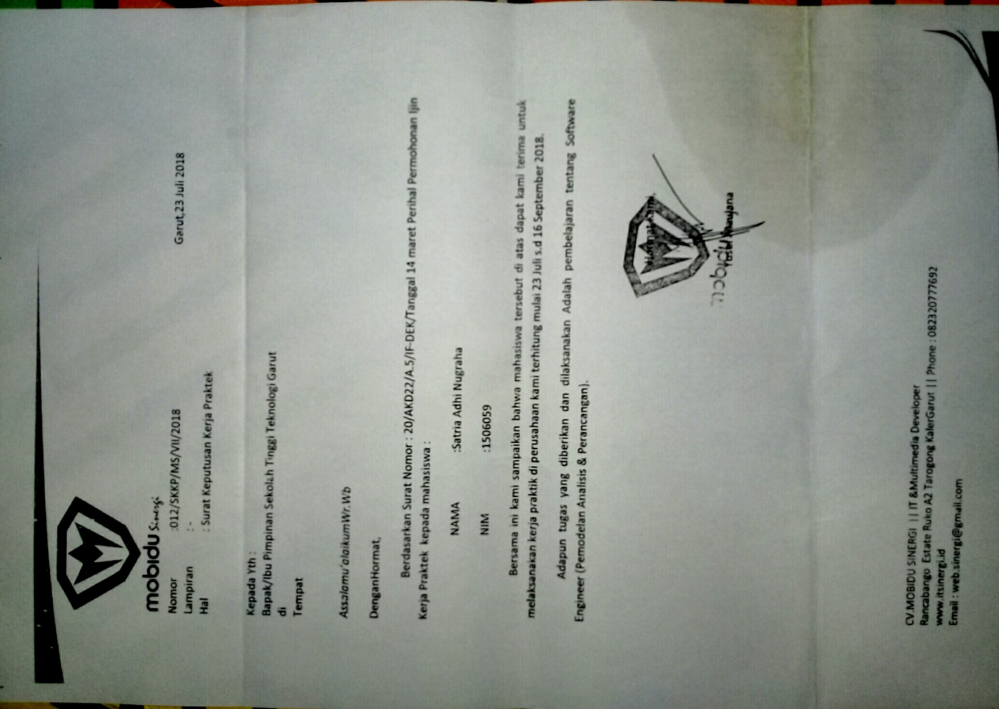 mobidu Sinergi
Garut,23 Juli 2018
Nomor :012/SKKP/MS/VII/2018
Lampiran : -
Hal : Surat Keputusan Kerja Praktek
Kepada Yth :
Bapak/Ibu Pimpinan Sekolah Tinggi Teknologi Garut
di
Tempat
Assalamu'alaikumWr.Wb
DenganHormat,
Berdasarkan Surat Nomor : 20/AKD22/A.5/IF-DEK/Tanggal 14 maret Perihal Permohonan Ijin
Kerja Praktek kepada mahasiswa :
NAMA :Satria Adhi Nugraha
NIM :1506059
Bersama ini kami sampaikan bahwa mahasiswa tersebut di atas dapat kami terima untuk
melaksanakan kerja praktik di perusahaan kami terhitung mulai 23 Juli s.d 16 September 2018.
Adapun tugas yang diberikan dan dilaksanakan Adalah pembelajaran tentang Software
Engineer (Pemodelan Analisis & Perancangan).
Hormat Kami,
mobidu
CV.MOBIDU SINERGI || IT &Multimedia Developer
Rancabango Estate Ruko A2 Tarogong KalerGarut || Phone : 082320777692
www.itsinergi.id
Email : web.sinergi@gmail.com